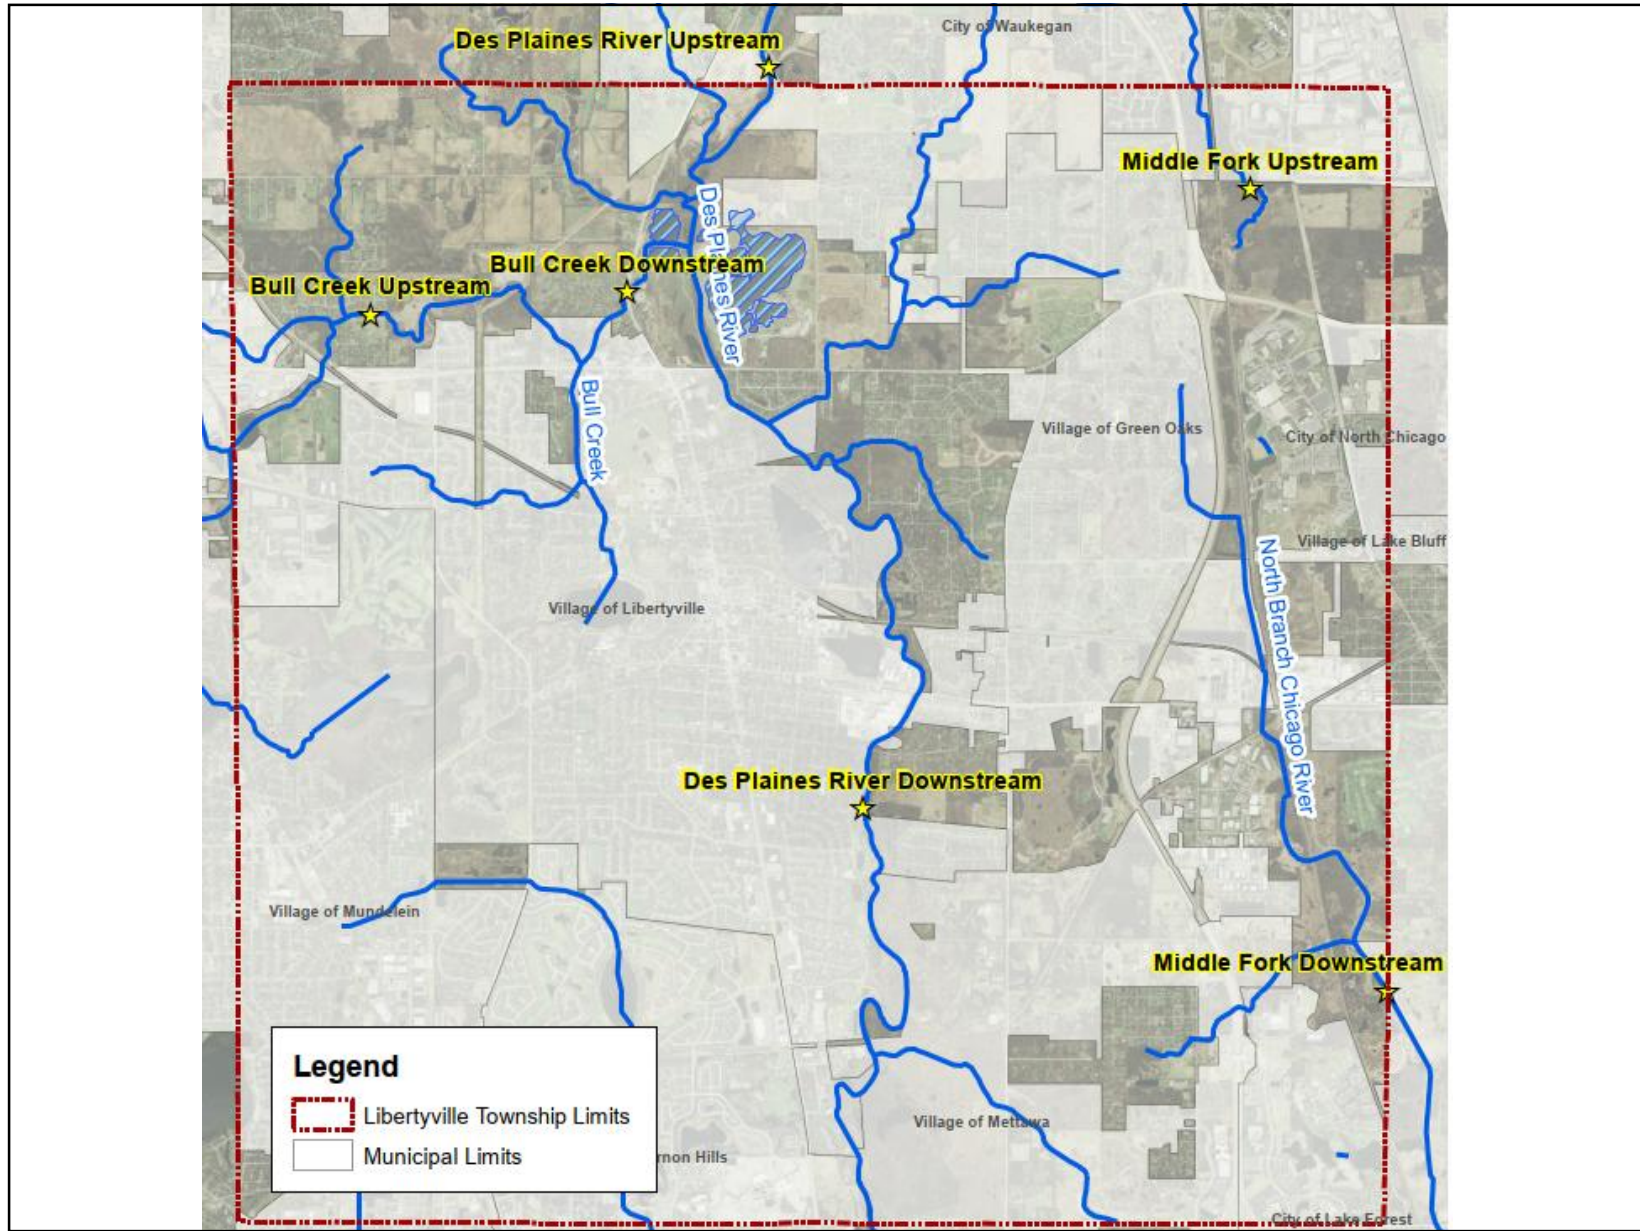 City of Waukegan
Des Plaines River Upstream
Middle Fork Upstream
Des Plaines River
Bull Creek Downstream
Bull Creek Upstream
Bull Creek
Village of Green Oaks
City of North Chicago
Village of Lake Bluff
North Branch Chicago River
Village of Libertyville
Des Plaines River Downstream
Village of Mundelein
Middle Fork Downstream
Legend
Libertyville Township Limits
Municipal Limits
Village of Mettawa
rnon Hills
City of Lake Forest